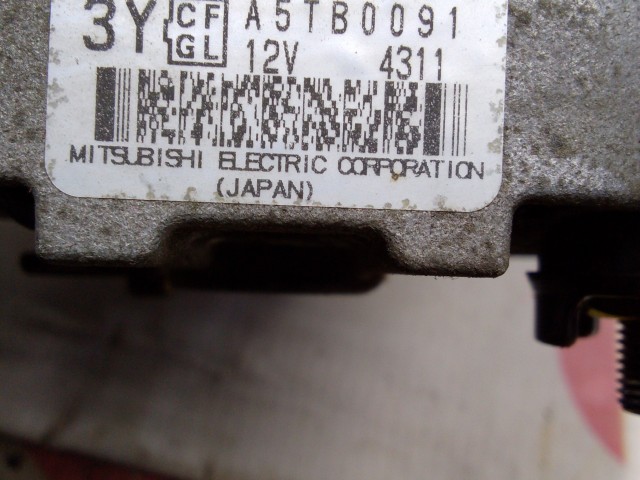 3Y CF A5TB0091
GL 12V 4311
MITSUBISHI ELECTRIC CORPORATION
(JAPAN)